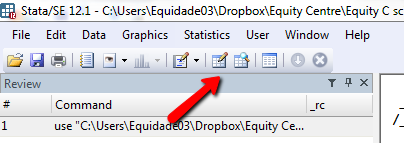 Stata/SE 12.1 - C:\Users\Equidade03\Dropbox\Equity Centre\Equity C sc
File Edit Data Graphics Statistics User Window Help
Review
# Command _rc
1 use "C:\Users\Equidade03\Dropbox\Equity Ce...